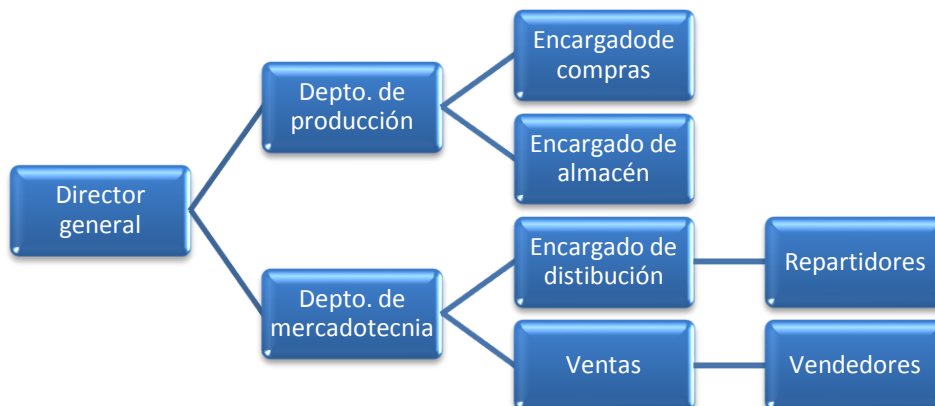 Director
general
Depto. de
producción
Encargadode
compras
Encargado de
almacén
Depto. de
mercadotecnia
Encargado de
distibución
Repartidores
Ventas
Vendedores